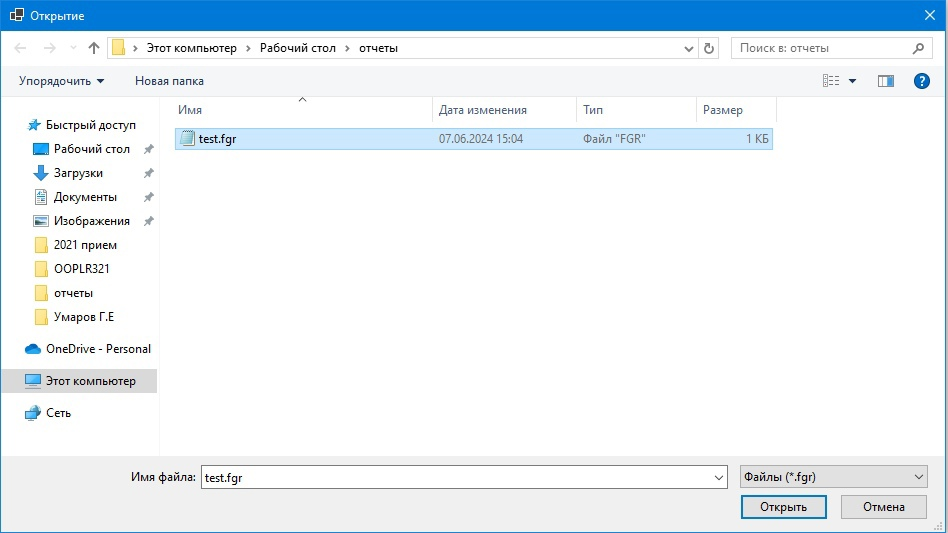 Открытие
Этот компьютер > Рабочий стол > отчеты
Поиск в: отчеты
Упорядочить Новая папка
Имя Дата изменения Тип Размер
test.fgr 07.06.2024 15:04 Файл "FGR" 1 КБ
Быстрый доступ
Рабочий стол
Загрузки
Документы
Изображения
2021 прием
OOPLR321
отчеты
Умаров Г.Е
OneDrive - Personal
Этот компьютер
Сеть
Имя файла: test.fgr Файлы (*.fgr)
Открыть Отмена